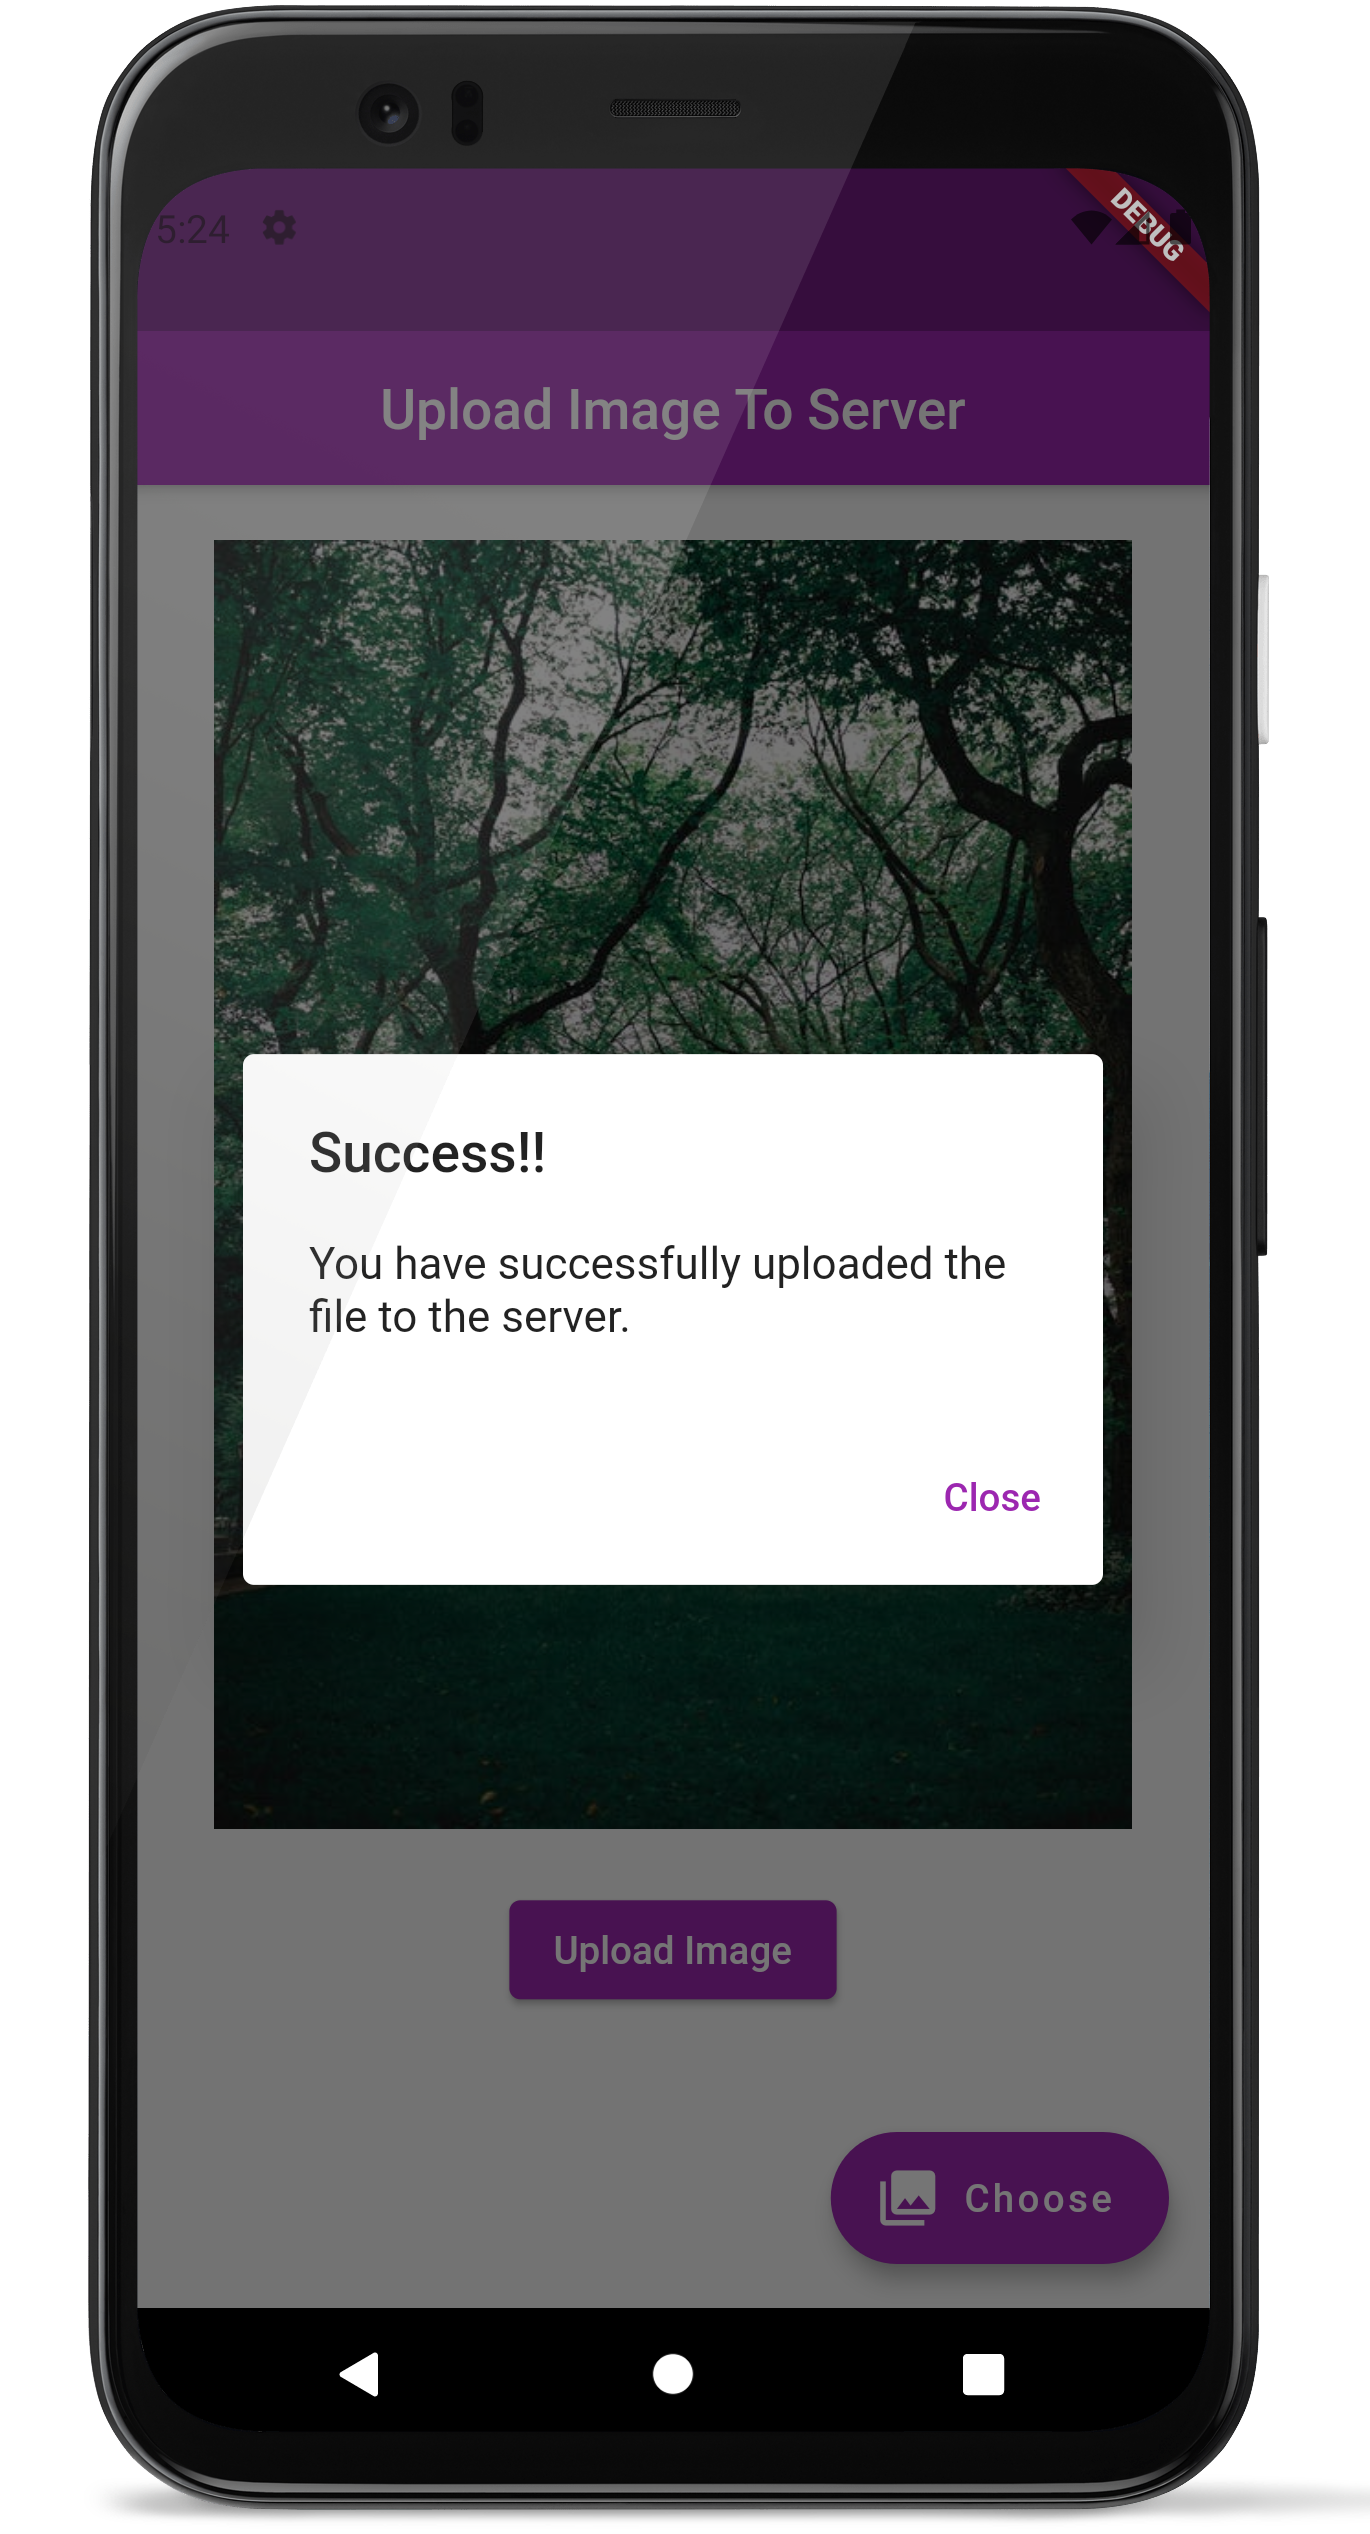 5:24
DEBUG
Upload Image To Server
Success!!
You have successfully uploaded the
file to the server.
Close
Upload Image
Choose